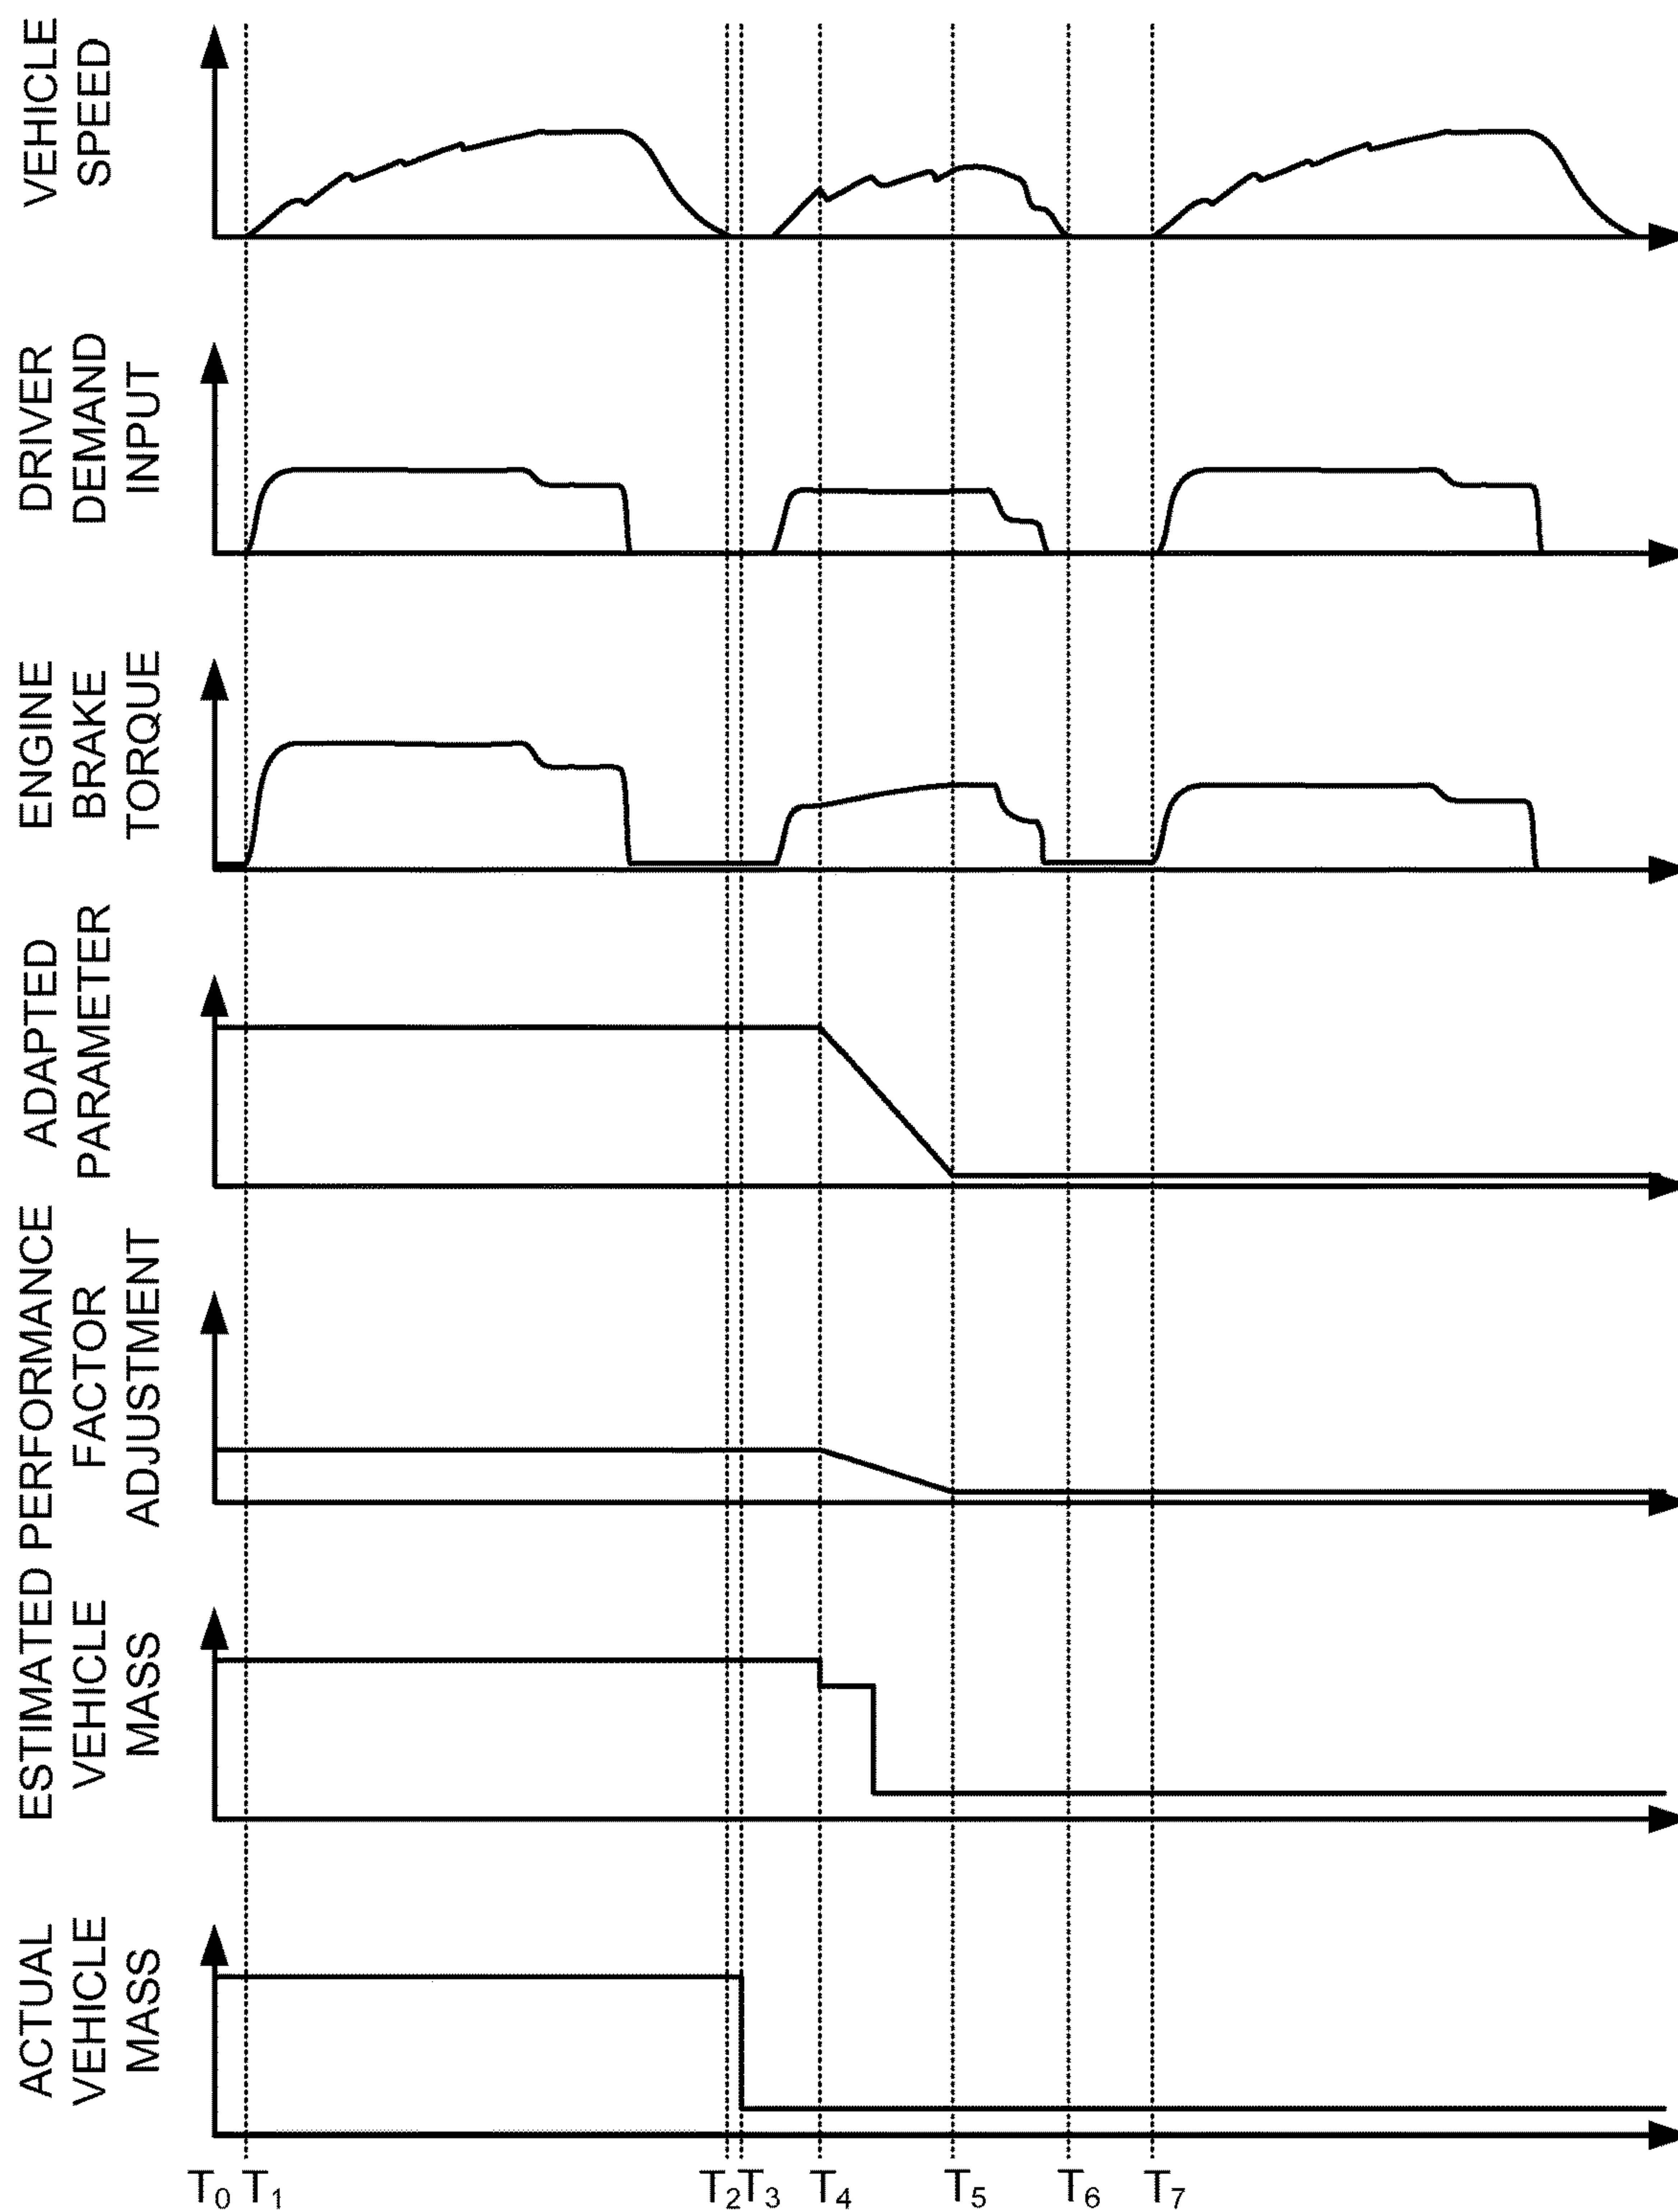 VEHICLE
SPEED
DRIVER
DEMAND
INPUT
ENGINE
BRAKE
TORQUE
ADAPTED
PARAMETER
PERFORMANCE
FACTOR
ADJUSTMENT
ESTIMATED
VEHICLE
MASS
ACTUAL
VEHICLE
MASS
T0 T1 T2 T3 T4 T5 T6 T7